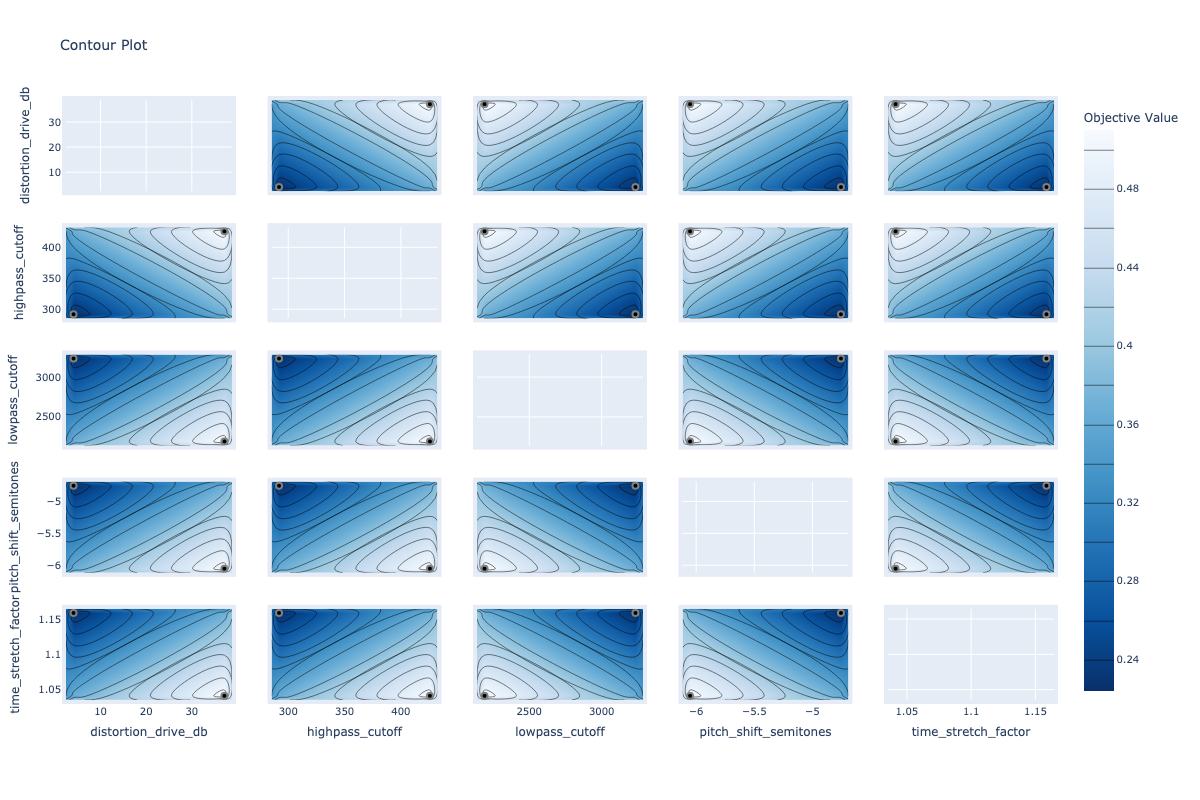 Contour Plot
Objective Value
distortion_drive_db
30
20
10
highpass_cutoff
400
350
300
lowpass_cutoff
3000
2500
pitch_shift_semitones
−5
−5.5
−6
time_stretch_factor
1.15
1.1
1.05
10 20 30
300 350 400
2500 3000
−6 −5.5 −5
1.05 1.1 1.15
distortion_drive_db
highpass_cutoff
lowpass_cutoff
pitch_shift_semitones
time_stretch_factor
0.48
0.44
0.4
0.36
0.32
0.28
0.24